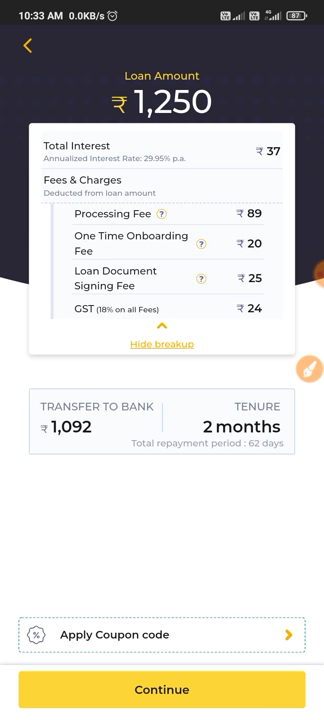 10:33 AM 0.0KB/s
4G
87
Loan Amount
₹ 1,250
Total Interest
Annualized Interest Rate: 29.95% p.a.
₹ 37
Fees & Charges
Deducted from loan amount
Processing Fee ? ₹ 89
One Time Onboarding
Fee ? ₹ 20
Loan Document
Signing Fee ? ₹ 25
GST (18% on all Fees) ₹ 24
Hide breakup
TRANSFER TO BANK
₹ 1,092
TENURE
2 months
Total repayment period : 62 days
% Apply Coupon code
Continue